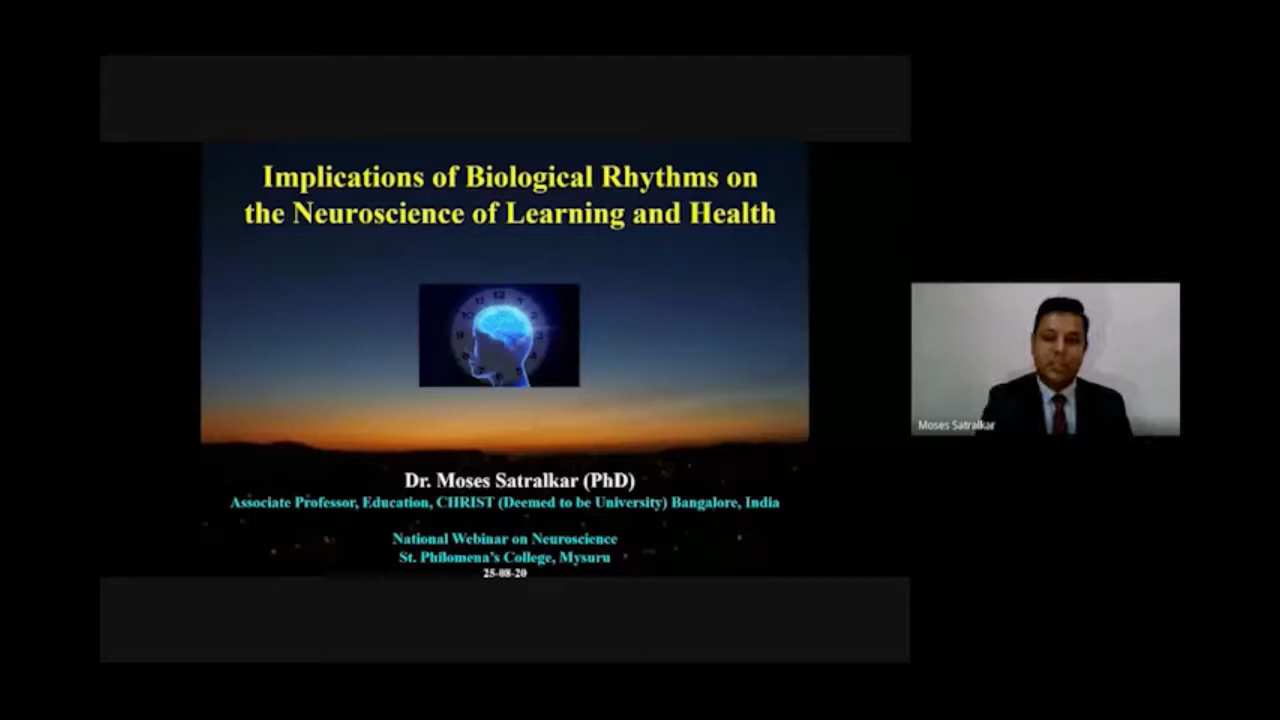 Implications of Biological Rhythms on
the Neuroscience of Learning and Health
12
Dr. Moses Satralkar (PhD)
Associate Professor, Education, CHRIST (Deemed to be University) Bangalore, India
National Webinar on Neuroscience
St. Philomena's College, Mysuru
25-08-20
Moses Satralkar